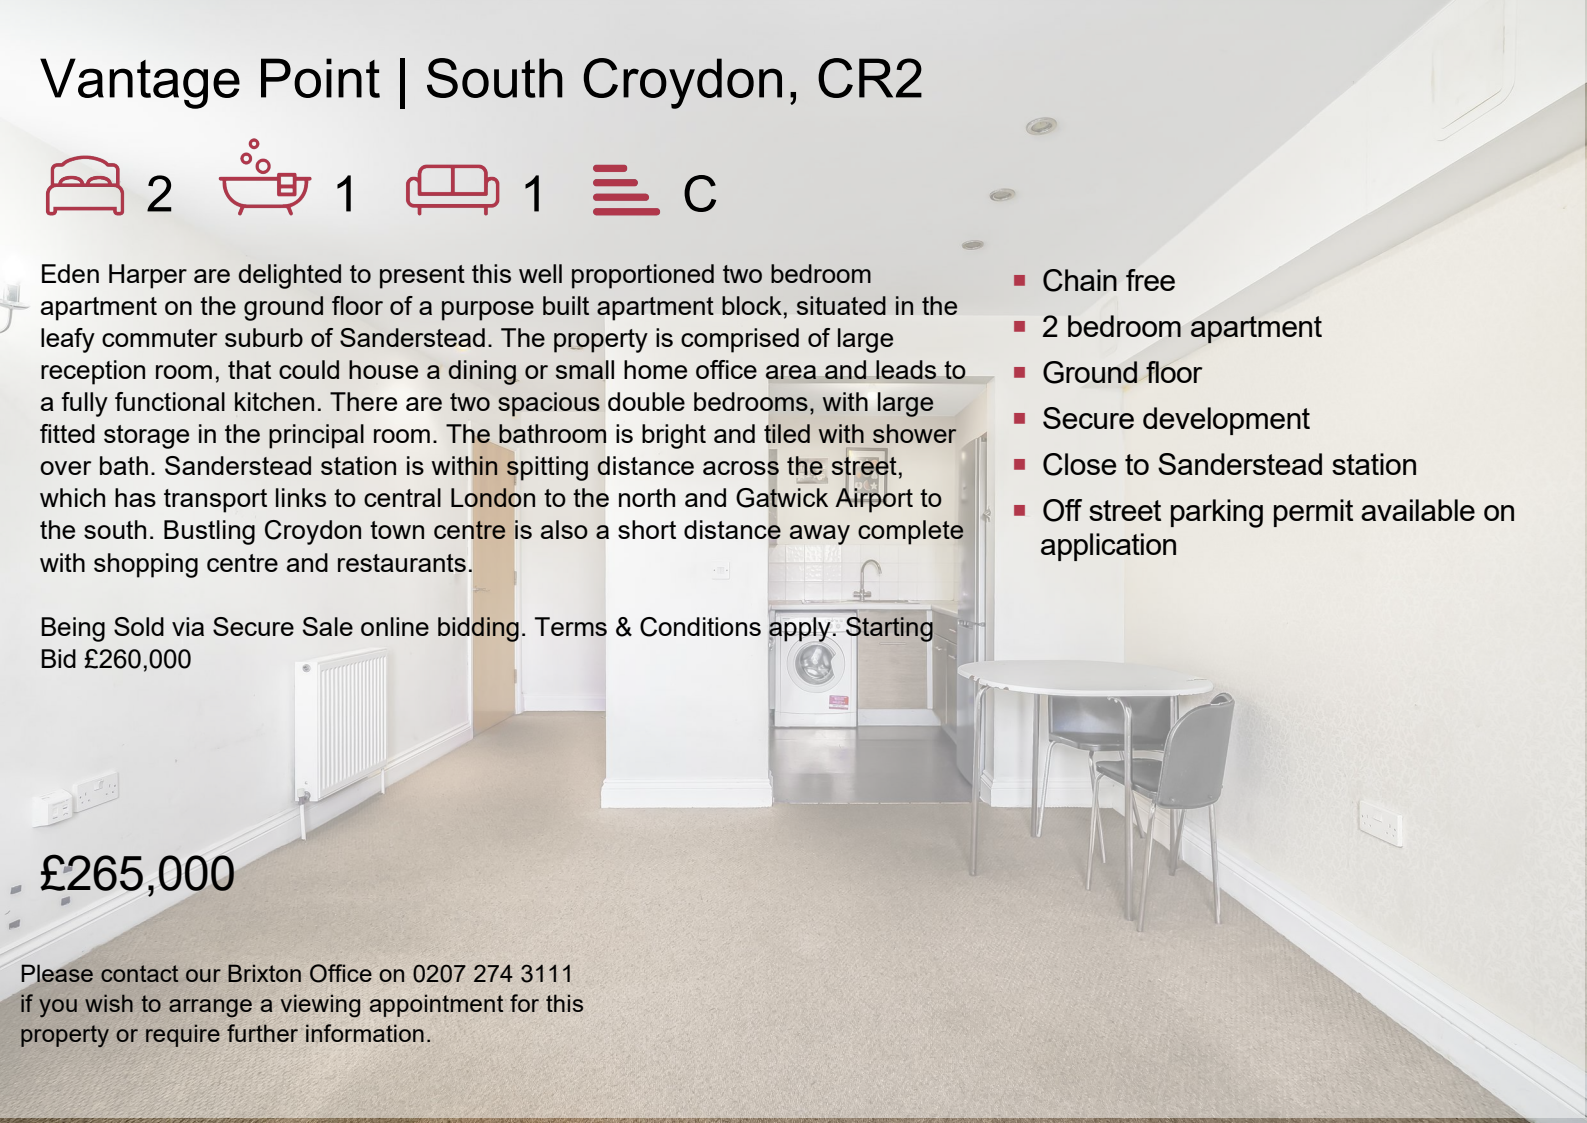 Vantage Point | South Croydon, CR2
2 1 1 C
Eden Harper are delighted to present this well proportioned two bedroom
apartment on the ground floor of a purpose built apartment block, situated in the
leafy commuter suburb of Sanderstead. The property is comprised of large
reception room, that could house a dining or small home office area and leads to
a fully functional kitchen. There are two spacious double bedrooms, with large
fitted storage in the principal room. The bathroom is bright and tiled with shower
over bath. Sanderstead station is within spitting distance across the street,
which has transport links to central London to the north and Gatwick Airport to
the south. Bustling Croydon town centre is also a short distance away complete
with shopping centre and restaurants.
Being Sold via Secure Sale online bidding. Terms & Conditions apply. Starting
Bid £260,000
Chain free
2 bedroom apartment
Ground floor
Secure development
Close to Sanderstead station
Off street parking permit available on
application
£265,000
Please contact our Brixton Office on 0207 274 3111
if you wish to arrange a viewing appointment for this
property or require further information.